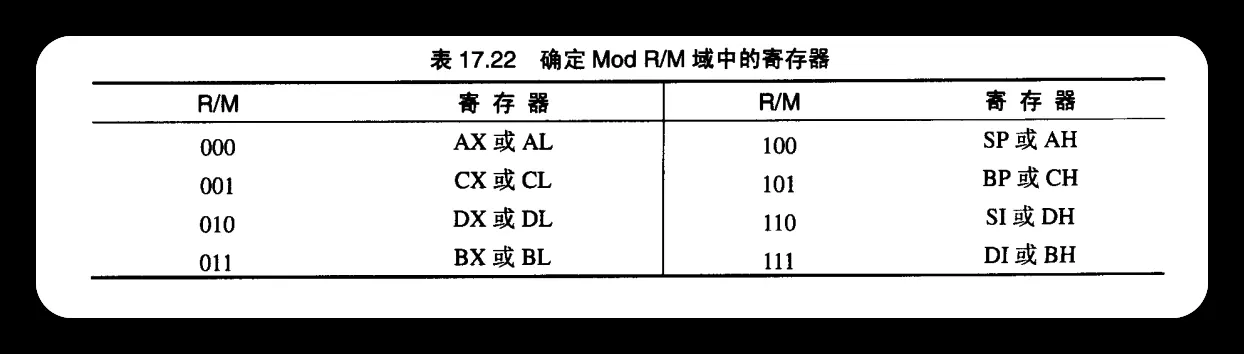 表 17.22 确定 Mod R/M 域中的寄存器
R/M 寄存器 R/M 寄存器
000 AX 或 AL 100 SP 或 AH
001 CX 或 CL 101 BP 或 CH
010 DX 或 DL 110 SI 或 DH
011 BX 或 BL 111 DI 或 BH